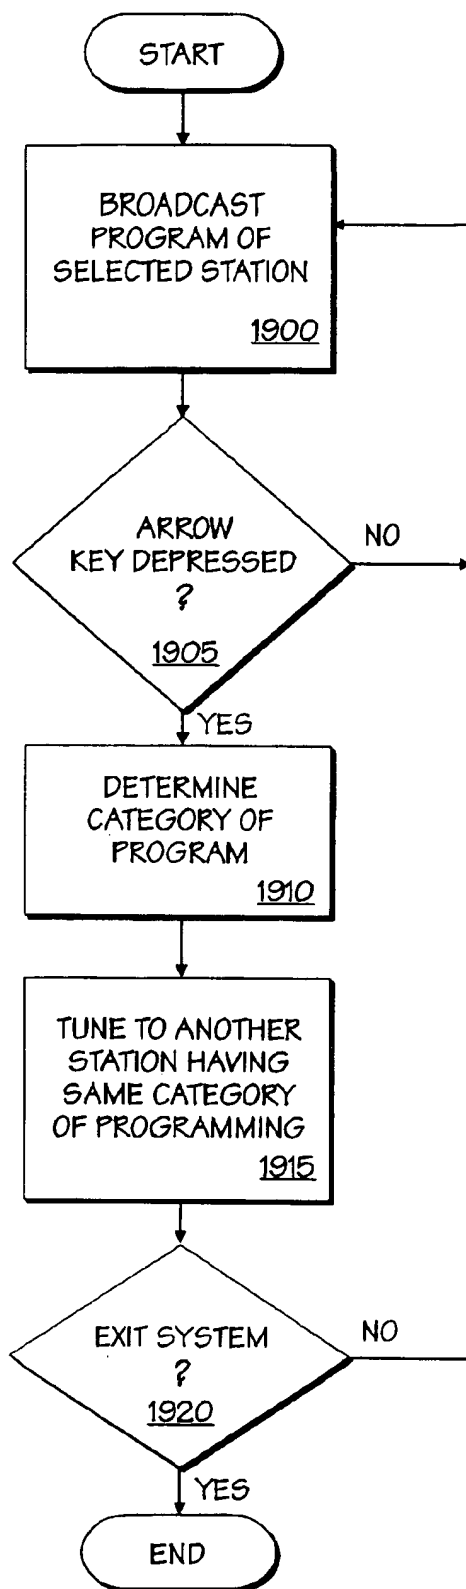 START
BROADCAST
PROGRAM OF
SELECTED STATION
1900
ARROW
KEY DEPRESSED
?
1905
NO
YES
DETERMINE
CATEGORY OF
PROGRAM
1910
TUNE TO ANOTHER
STATION HAVING
SAME CATEGORY
OF PROGRAMMING
1915
EXIT SYSTEM
?
1920
NO
YES
END